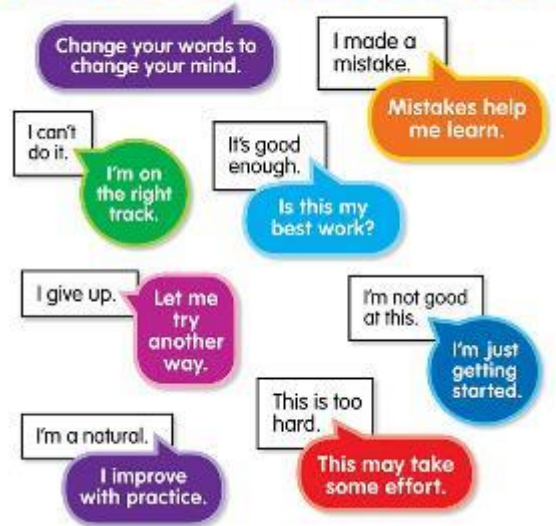 Change your words to
change your mind.
I made a
mistake.
Mistakes help
me learn.
I can't
do it.
I'm on
the right
track.
It's good
enough.
Is this my
best work?
I give up.
Let me
try
another
way.
I'm not good
at this.
I'm just
getting
started.
I'm a natural.
I improve
with practice.
This is too
hard.
This may take
some effort.